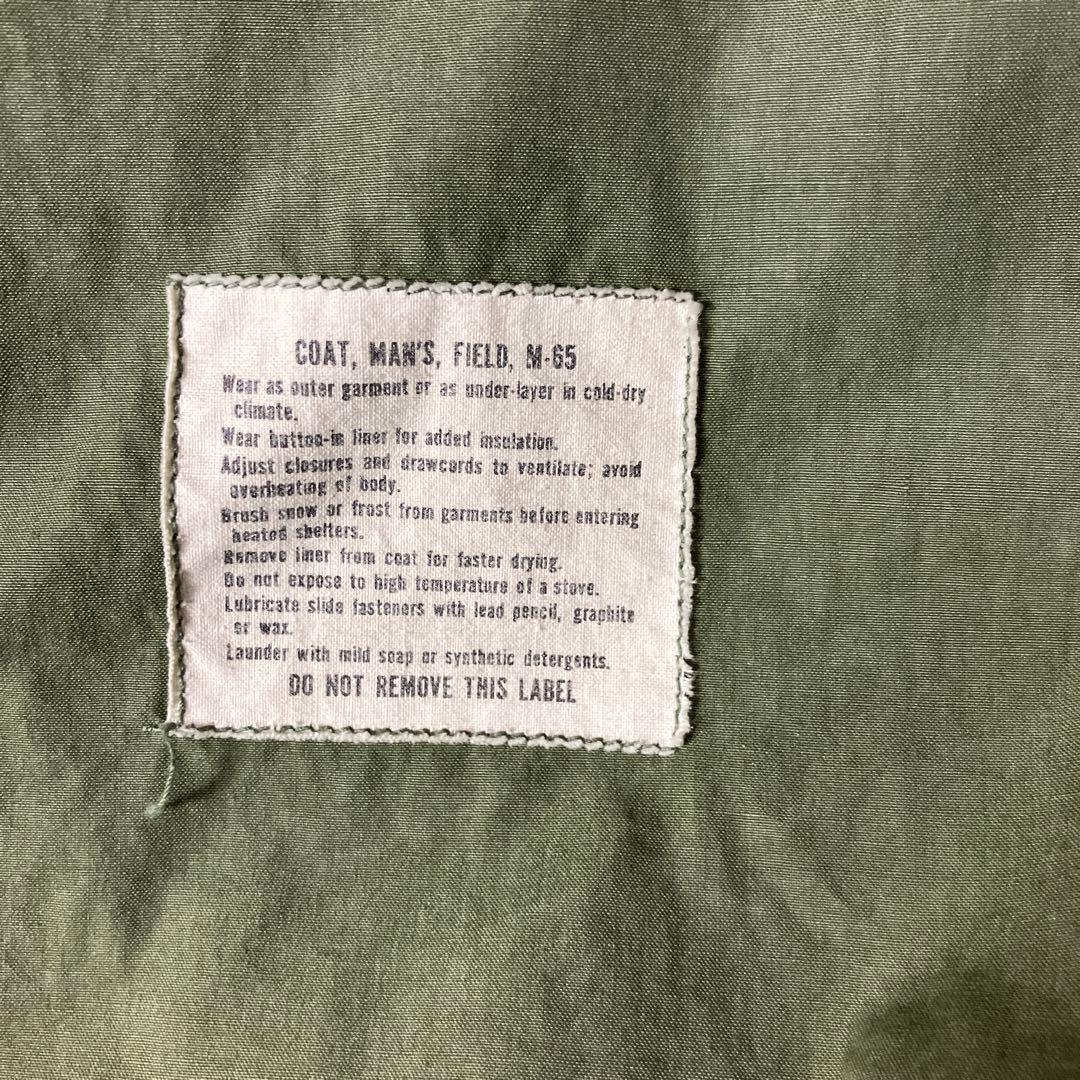 COAT, MAN'S, FIELD, M-65
Wear as outer garment or as under-layer in cold-dry
climate.
Wear button-in liner for added insulation.
Adjust closures and drawcords to ventilate; avoid
overheating of body.
Brush snow or frost from garments before entering
heated shelters.
Remove liner from coat for faster drying.
Do not expose to high temperature of a stove.
Lubricate slide fasteners with lead pencil, graphite
or wax.
Launder with mild soap or synthetic detergents.
DO NOT REMOVE THIS LABEL